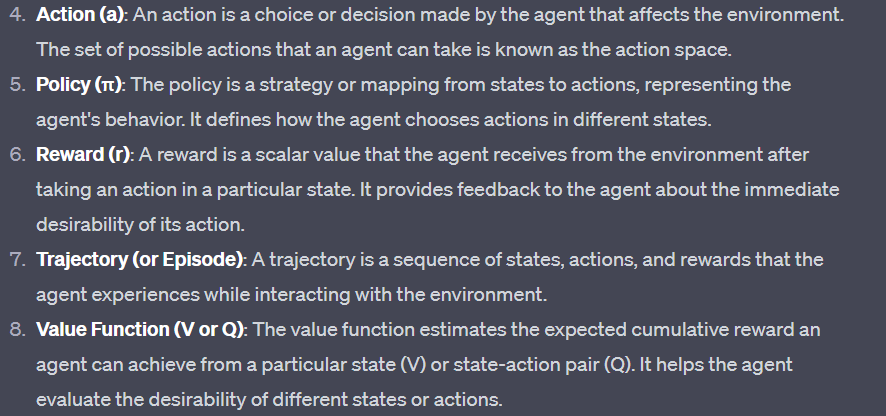 4. Action (a): An action is a choice or decision made by the agent that affects the environment.
The set of possible actions that an agent can take is known as the action space.
5. Policy (π): The policy is a strategy or mapping from states to actions, representing the
agent's behavior. It defines how the agent chooses actions in different states.
6. Reward (r): A reward is a scalar value that the agent receives from the environment after
taking an action in a particular state. It provides feedback to the agent about the immediate
desirability of its action.
7. Trajectory (or Episode): A trajectory is a sequence of states, actions, and rewards that the
agent experiences while interacting with the environment.
8. Value Function (V or Q): The value function estimates the expected cumulative reward an
agent can achieve from a particular state (V) or state-action pair (Q). It helps the agent
evaluate the desirability of different states or actions.